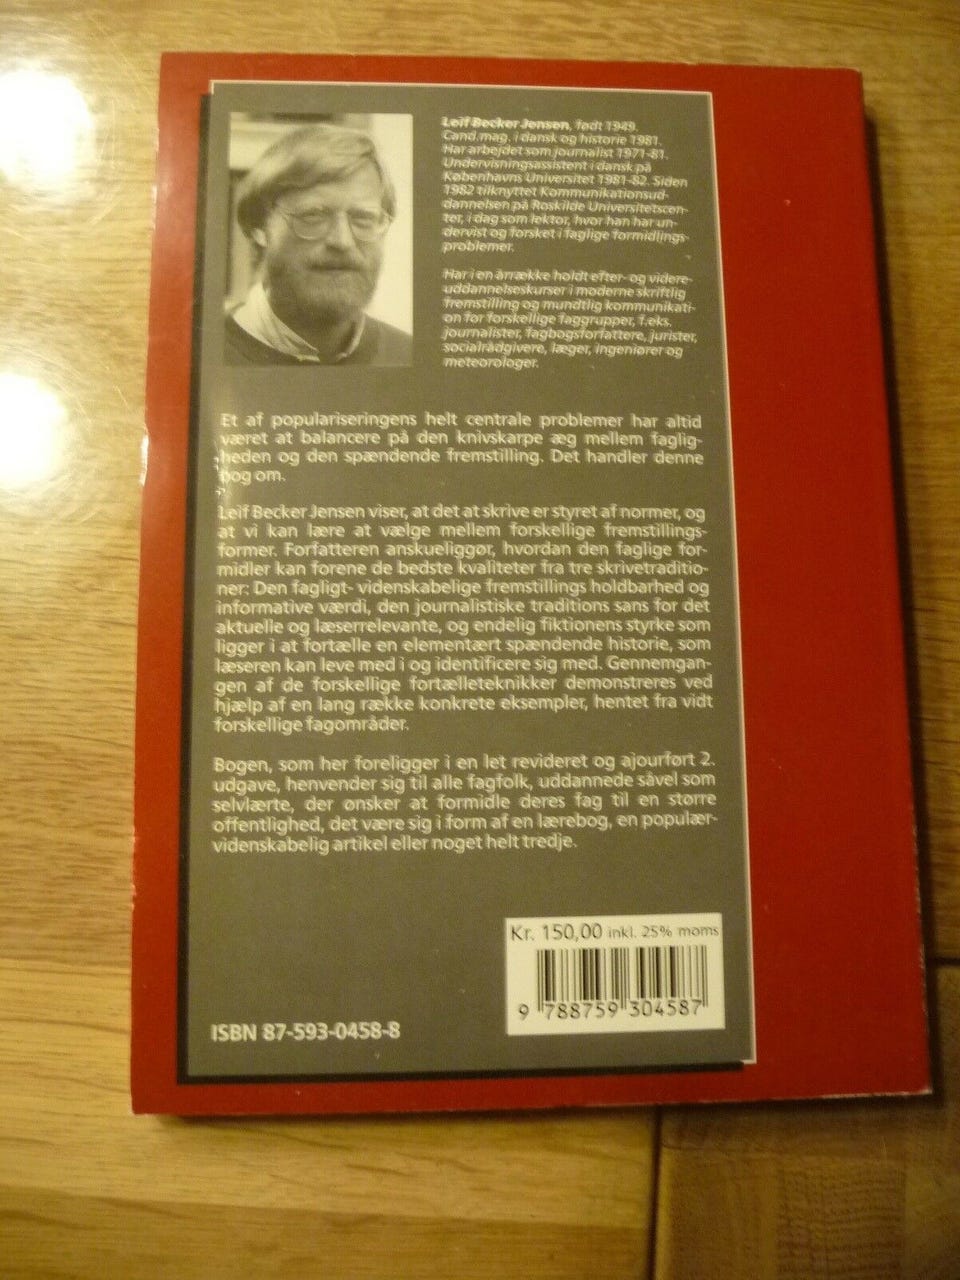 Leif Becker Jensen, født 1949.
Cand.mag. i dansk og historie 1981.
Har arbejdet som journalist 1971-81.
Undervisningsassistent i dansk på
Københavns Universitet 1981-82. Siden
1982 tilknyttet Kommunikationsud-
dannelsen på Roskilde Universitetscen-
ter, i dag som lektor, hvor han har un-
dervist og forsket i faglige formidlings-
problemer.
Har i en årrække holdt efter- og videre-
uddannelseskurser i moderne skriftlig
fremstilling og mundtlig kommunikati-
on for forskellige faggrupper, f.eks.
journalister, fagbogsforfattere, jurister,
socialrådgivere, læger, ingeniører og
meteorologer.
Et af populariseringens helt centrale problemer har altid
været at balancere på den knivskarpe æg mellem faglig-
heden og den spændende fremstilling. Det handler denne
bog om.
Leif Becker Jensen viser, at det at skrive er styret af normer, og
at vi kan lære at vælge mellem forskellige fremstillings-
former. Forfatteren anskueliggør, hvordan den faglige for-
midler kan forene de bedste kvaliteter fra tre skrivetraditio-
ner: Den fagligt- videnskabelige fremstillings holdbarhed og
informative værdi, den journalistiske traditions sans for det
aktuelle og læserrelevante, og endelig fiktionens styrke som
ligger i at fortælle en elementært spændende historie, som
læseren kan leve med i og identificere sig med. Gennemgan-
gen af de forskellige fortælleteknikker demonstreres ved
hjælp af en lang række konkrete eksempler, hentet fra vidt
forskellige fagområder.
Bogen, som her foreligger i en let revideret og ajourført 2.
udgave, henvender sig til alle fagfolk, uddannede såvel som
selvlærte, der ønsker at formidle deres fag til en større
offentlighed, det være sig i form af en lærebog, en populær-
videnskabelig artikel eller noget helt tredje.
Kr. 150,00 inkl. 25% moms
9 788759 304587
ISBN 87-593-0458-8